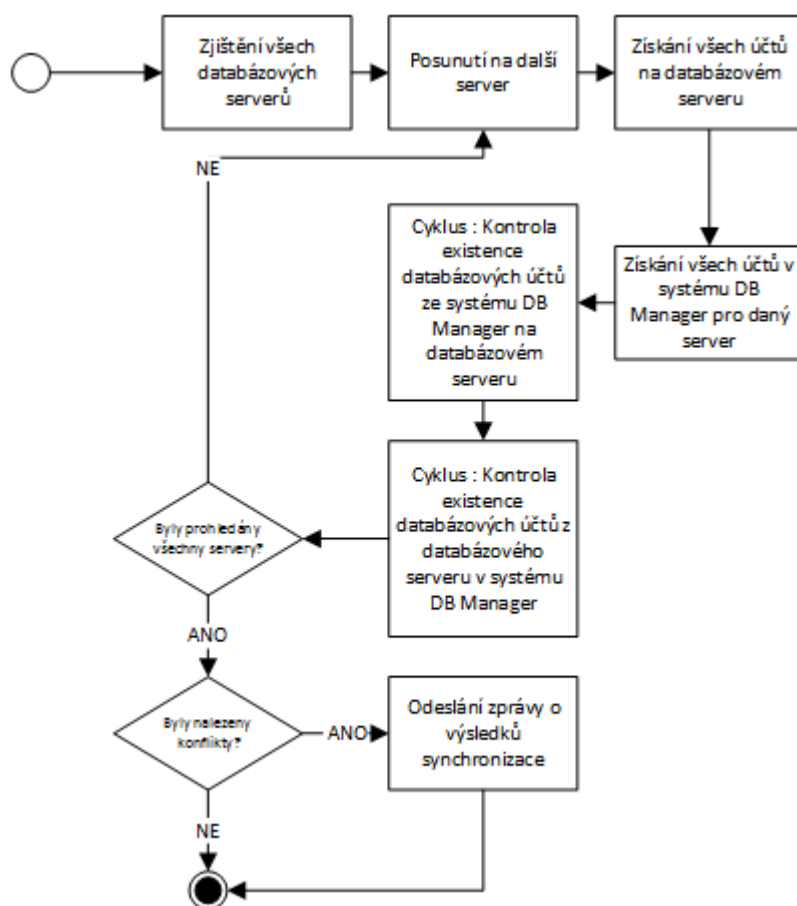 Zjištění všech
databázových
serverů
Posunutí na další
server
Získání všech účtů
na databázovém
serveru
NE
Cyklus : Kontrola
existence
databázových účtů
ze systému DB
Manager na
databázovém
serveru
Získání všech účtů v
systému DB
Manager pro daný
server
Cyklus : Kontrola
existence
databázových účtů z
databázového
serveru v systému
DB Manager
Byly prohledány
všechny servery?
ANO
Byly nalezeny
konflikty?
ANO
Odeslání zprávy o
výsledků
synchronizace
NE